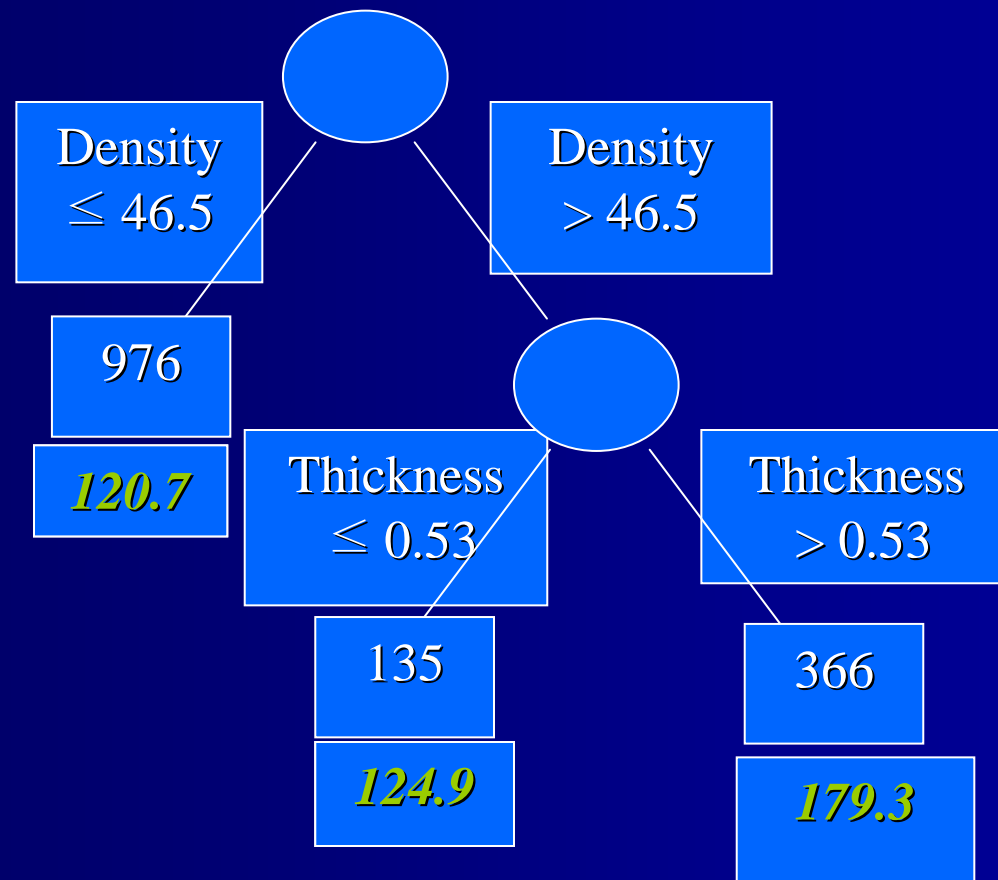 Density
≤ 46.5
Density
> 46.5
976
120.7
Thickness
≤ 0.53
Thickness
> 0.53
135
124.9
366
179.3